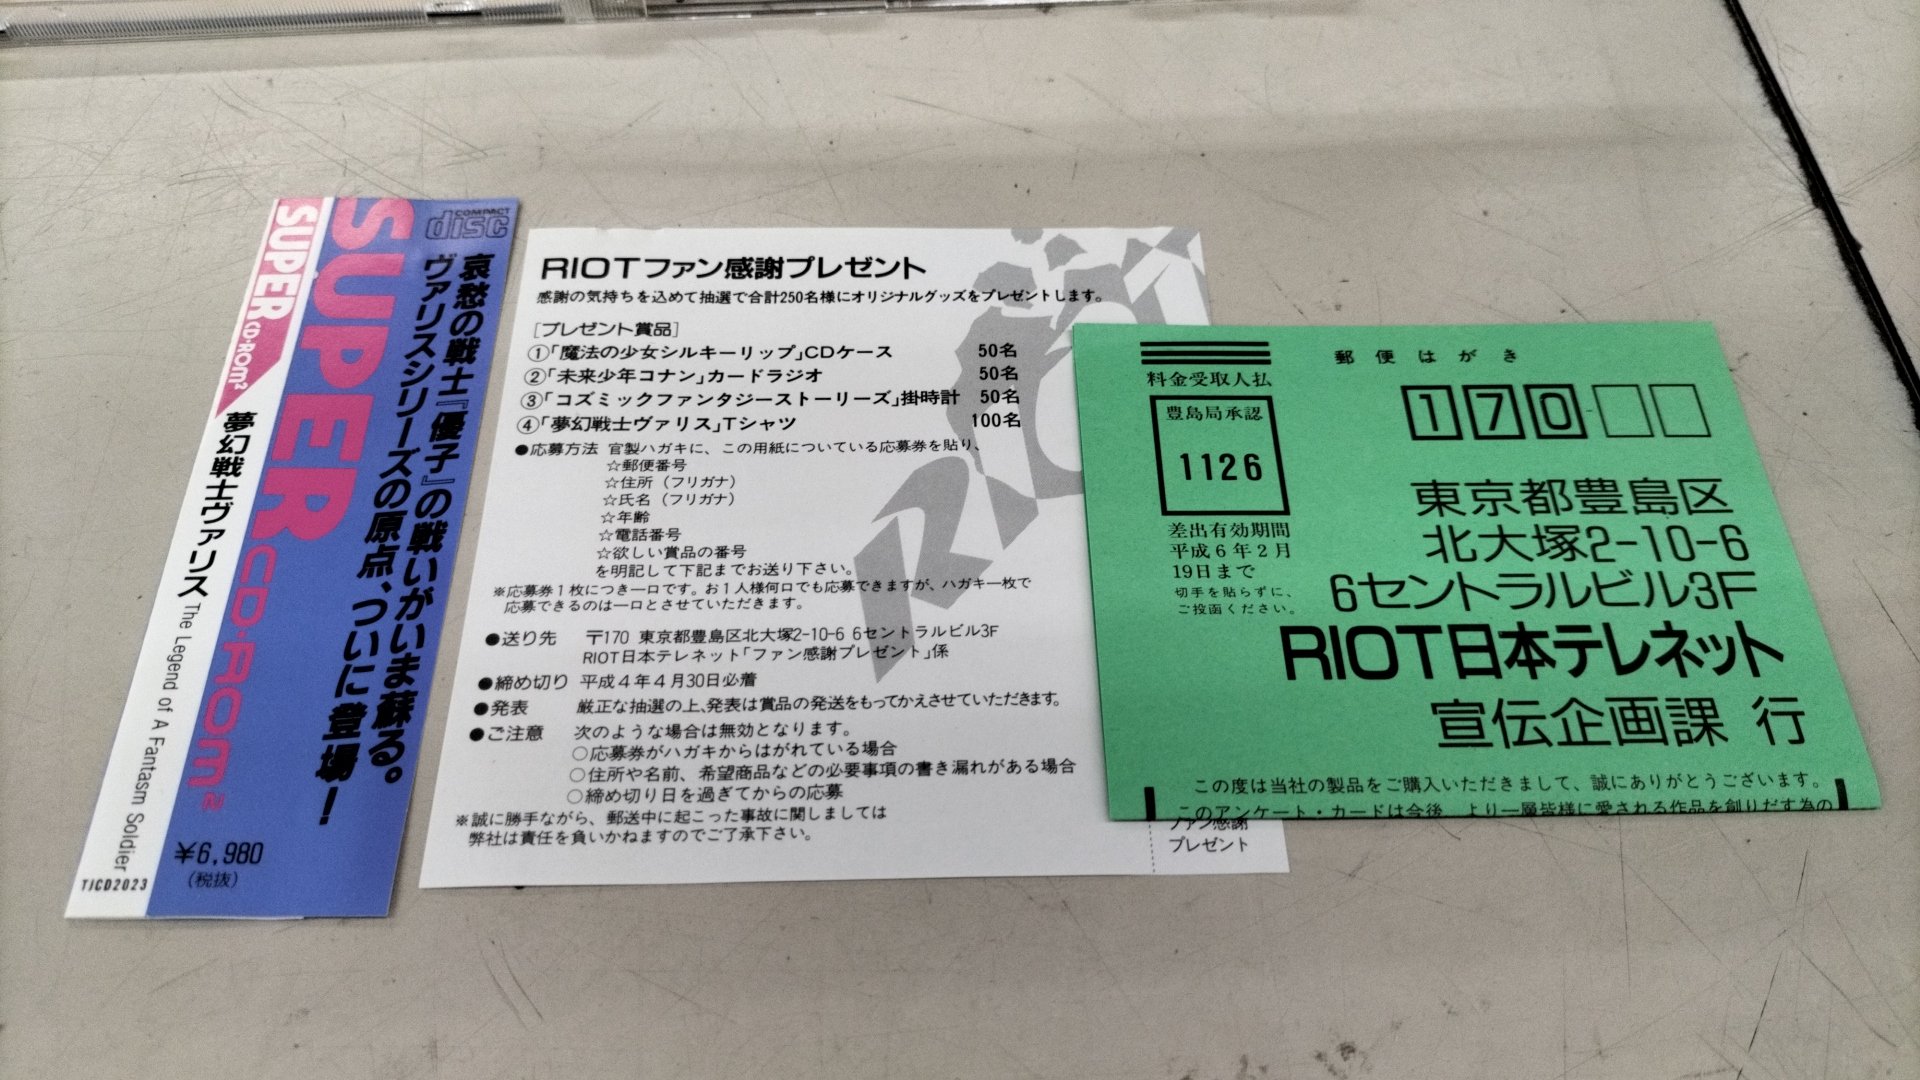 SUPER CD-ROM²
夢幻戦士ヴァリス The Legend of A Fantasm Soldier
TJCD2023
SUPER CD-ROM²
COMPACT
disc
哀愁の戦士『優子』の戦いがいま蘇る。
ヴァリスシリーズの原点、ついに登場!
¥6,980
(税抜)
RIOTファン感謝プレゼント
感謝の気持ちを込めて抽選で合計250名様にオリジナルグッズをプレゼントします。
[プレゼント賞品]
①「魔法の少女シルキーリップ」CDケース 50名
②「未来少年コナン」カードラジオ 50名
③「コズミックファンタジーストーリーズ」掛時計 50名
④「夢幻戦士ヴァリス」Tシャツ 100名
●応募方法 官製ハガキに、この用紙についている応募券を貼り、
☆郵便番号
☆住所(フリガナ)
☆氏名(フリガナ)
☆年齢
☆電話番号
☆欲しい賞品の番号
を明記して下記までお送り下さい。
※応募券1枚につき一口です。お1人様何口でも応募できますが、ハガキ一枚で
応募できるのは一口とさせていただきます。
●送り先 〒170 東京都豊島区北大塚2-10-6 6セントラルビル3F
RIOT日本テレネット「ファン感謝プレゼント」係
●締め切り 平成4年4月30日必着
●発表 厳正な抽選の上、発表は賞品の発送をもってかえさせていただきます。
●ご注意 次のような場合は無効となります。
○応募券がハガキからはがれている場合
○住所や名前、希望商品などの必要事項の書き漏れがある場合
○締め切り日を過ぎてからの応募
※誠に勝手ながら、郵送中に起こった事故に関しましては
弊社は責任を負いかねますのでご了承下さい。
RIOT
ファン感謝
プレゼント
郵便はがき
料金受取人払
豊島局承認
1126
差出有効期間
平成6年2月
19日まで
切手を貼らずに、
ご投函ください。
170
東京都豊島区
北大塚2-10-6
6セントラルビル3F
RIOT日本テレネット
宣伝企画課 行
この度は当社の製品をご購入いただきまして、誠にありがとうございます。
このアンケート・カードは今後、より一層皆様に愛される作品を創りだす為の